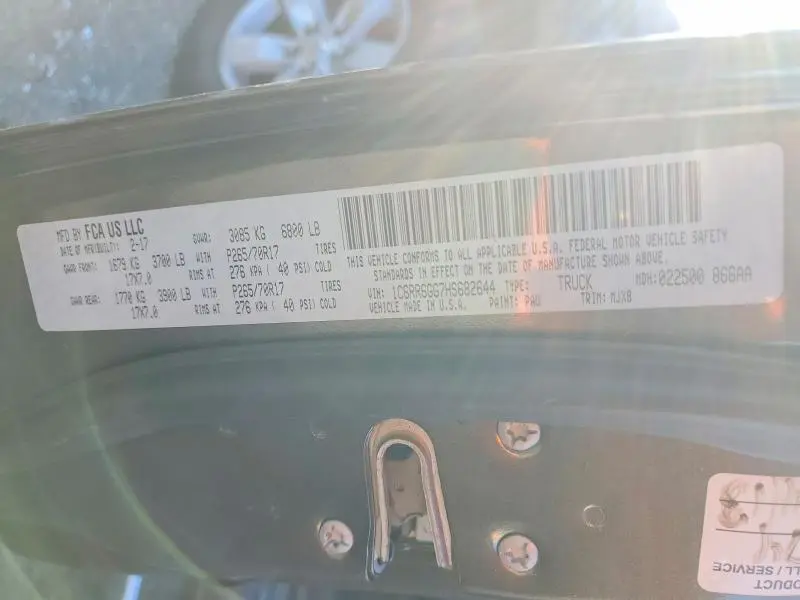 MFD BY FCA US LLC
DATE OF MFR/BUILT: 2-17 GVWR: 3085 KG 6800 LB
GAWR FRONT: 1679 KG 3700 LB WITH P265/70R17 TIRES
17X7.0 RIMS AT 276 KPA ( 40 PSI) COLD
GAWR REAR: 1770 KG 3900 LB WITH P265/70R17 TIRES
17X7.0 RIMS AT 276 KPA ( 40 PSI) COLD
THIS VEHICLE CONFORMS TO ALL APPLICABLE U.S.A. FEDERAL MOTOR VEHICLE SAFETY
STANDARDS IN EFFECT ON THE DATE OF MANUFACTURE SHOWN ABOVE.
VIN: 1C6RR6GG7HS682644 TYPE: TRUCK MDH: 022500 866AA
VEHICLE MADE IN U.S.A. PAINT: PAU TRIM: MJX8